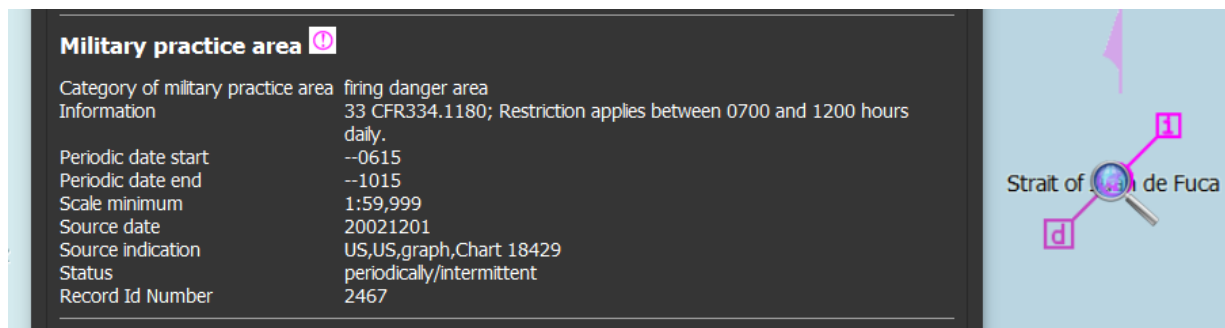 Military practice area
Category of military practice area firing danger area
Information 33 CFR334.1180; Restriction applies between 0700 and 1200 hours
daily.
Periodic date start --0615
Periodic date end --1015
Scale minimum 1:59,999
Source date 20021201
Source indication US,US,graph,Chart 18429
Status periodically/intermittent
Record Id Number 2467
i
Strait of de Fuca
d